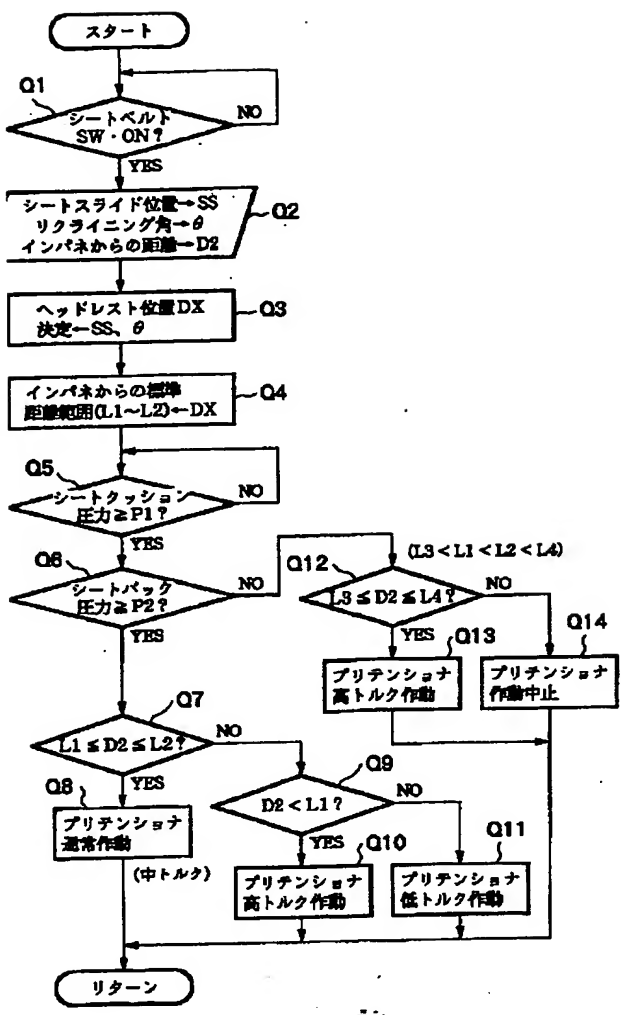 スタート
Q1
シートベルト
SW・ON?
NO
YES
シートスライド位置→SS
リクライニング角→θ
インパネからの距離→D2
Q2
ヘッドレスト位置DX
決定←SS、θ
Q3
インパネからの標準
距離範囲(L1~L2)←DX
Q4
Q5
シートクッション
圧力≧P1?
NO
YES
Q6
シートバック
圧力≧P2?
NO
YES
(L3<L1<L2<L4)
Q12
L3≦D2≦L4?
NO
YES
Q13
プリテンショナ
高トルク作動
Q14
プリテンショナ
作動中止
Q7
L1≦D2≦L2?
NO
YES
Q8
プリテンショナ
通常作動
(中トルク)
Q9
D2<L1?
NO
YES
Q10
プリテンショナ
高トルク作動
Q11
プリテンショナ
低トルク作動
リターン